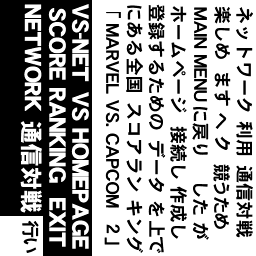 ネットワーク 利用 通信対戦
楽しめ ます へ ク 競うため
MAIN MENU に戻り した が
ホームページ 接続し 作成し
登録するための データ を上で
にある全国 スコアラン キング
「MARVEL VS. CAPCOM 2」
VS-NET VS HOMEPAGE
SCORE RANKING EXIT
NETWORK 通信対戦 行い